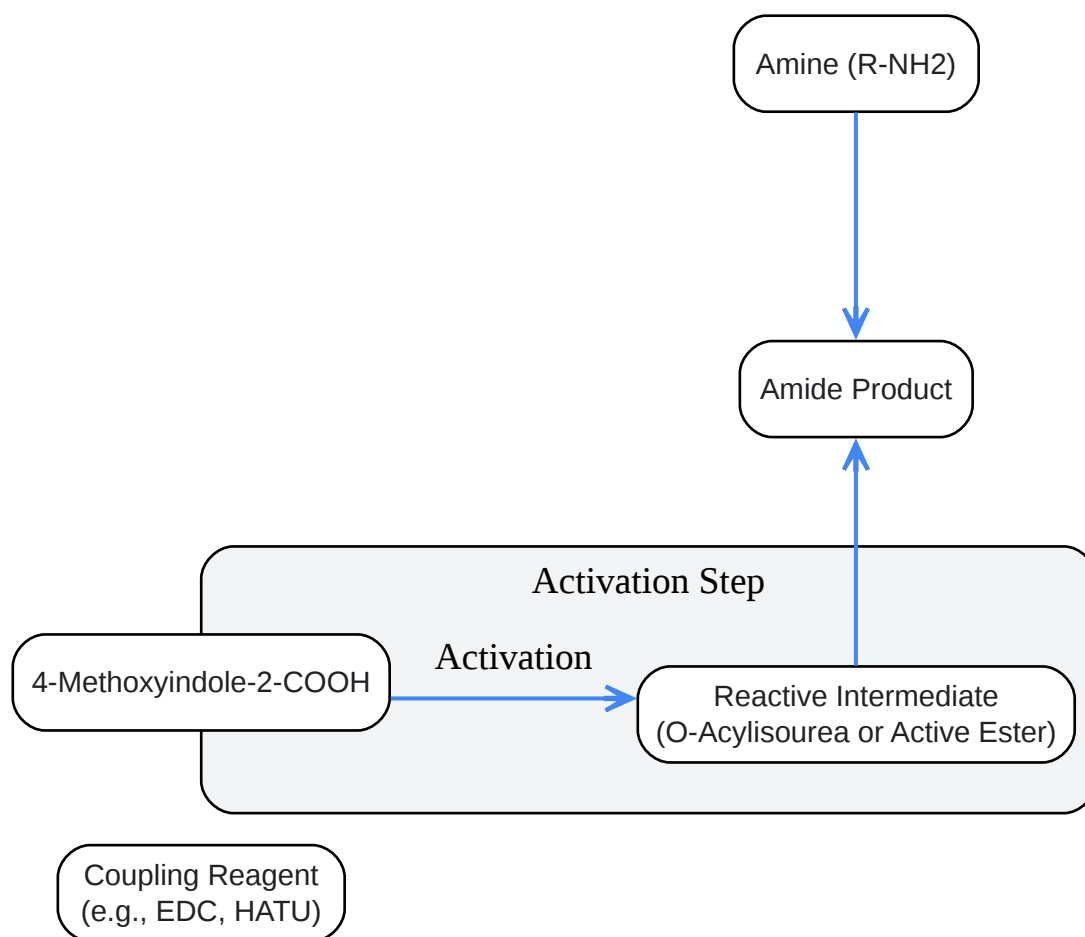 Amine (R-NH2)
Amide Product
Activation Step
Activation
4-Methoxyindole-2-COOH
Reactive Intermediate
(O-Acylisourea or Active Ester)
Coupling Reagent
(e.g., EDC, HATU)